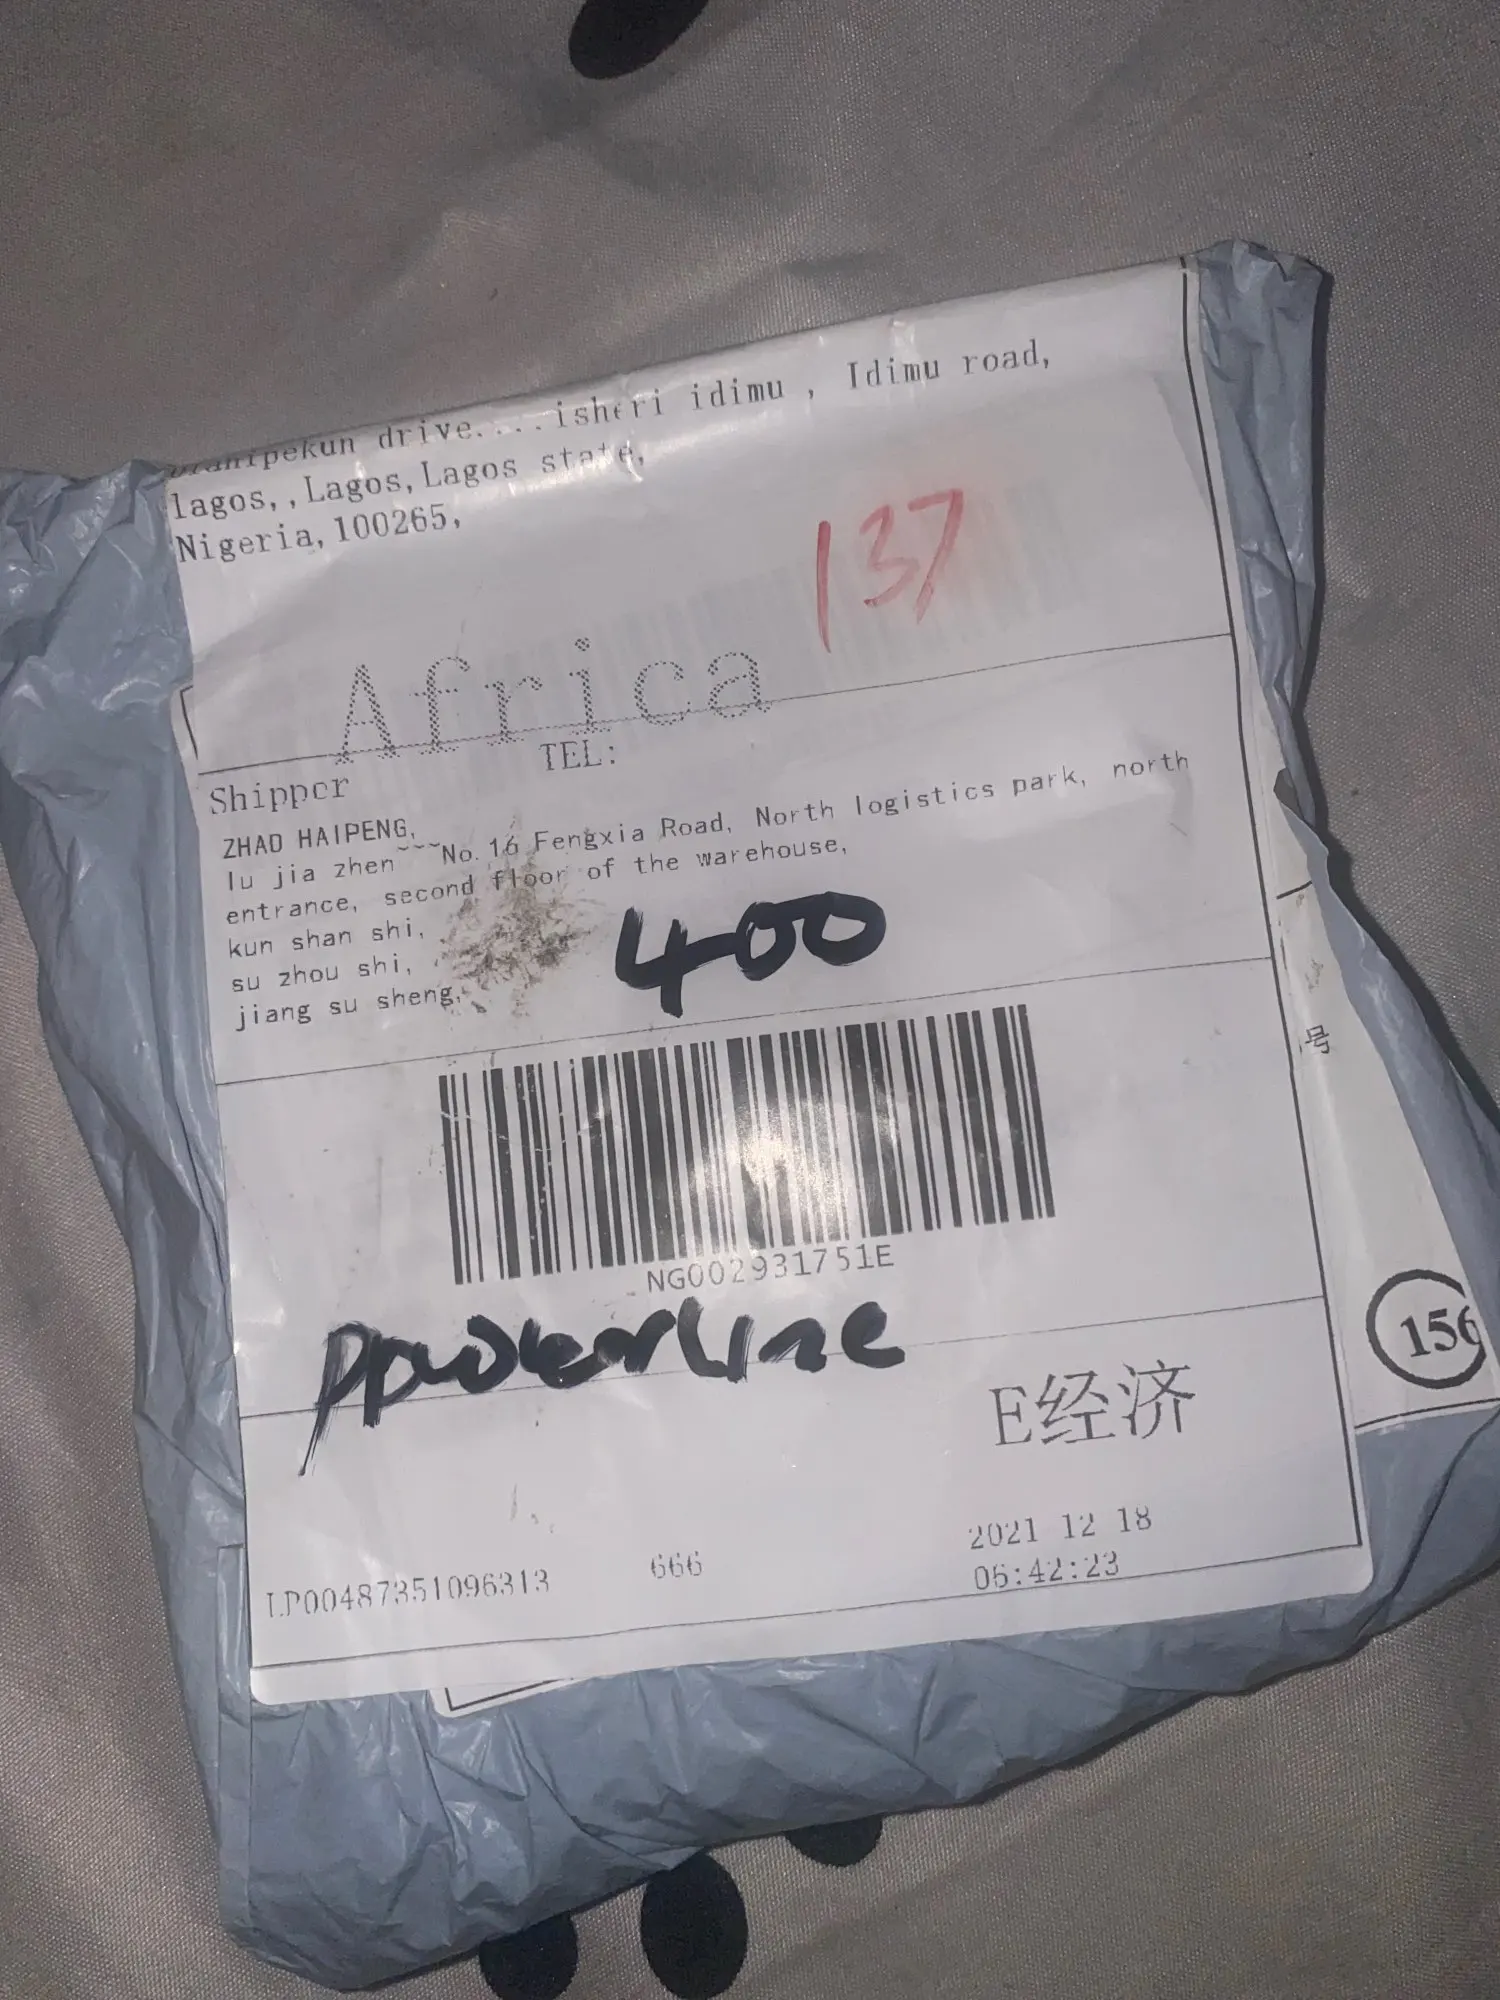 drive....isheri idimu , Idimu road,
lagos,,Lagos,Lagos state,
Nigeria,100265,
137
Africa
TEL:
Shipper
ZHAO HAIPENG,
lu jia zhen~~~No.16 Fengxia Road, North logistics park, north
entrance, second floor of the warehouse,
kun shan shi,
su zhou shi,
jiang su sheng,
400
号
NG002931751E
ppowerline
156
E经济
2021 12 18
LP00487351096313 666
06:42:23